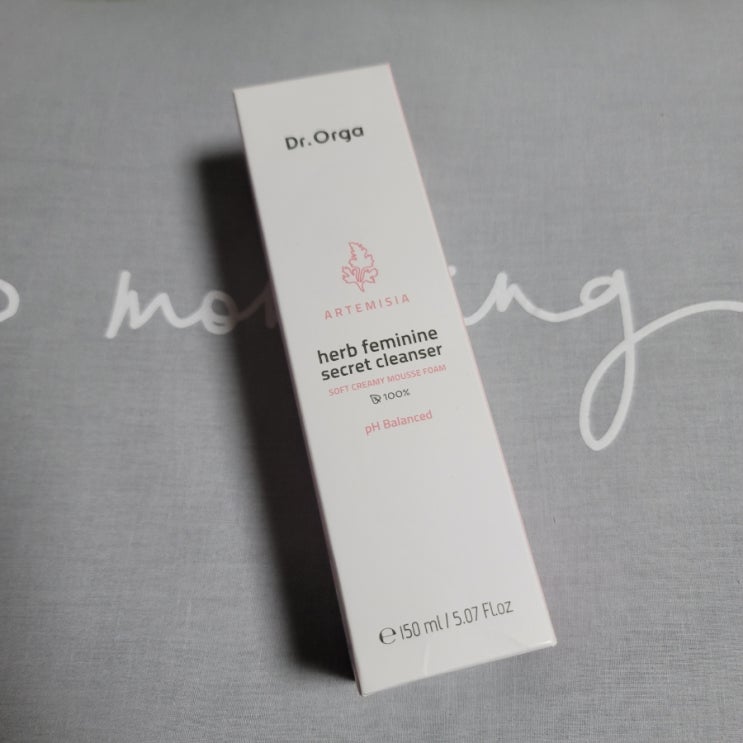 Dr.Orga
ARTEMISIA
herb feminine
secret cleanser
SOFT CREAMY MOUSSE FOAM
100%
pH Balanced
℮150 ml / 5.07 Fl.oz